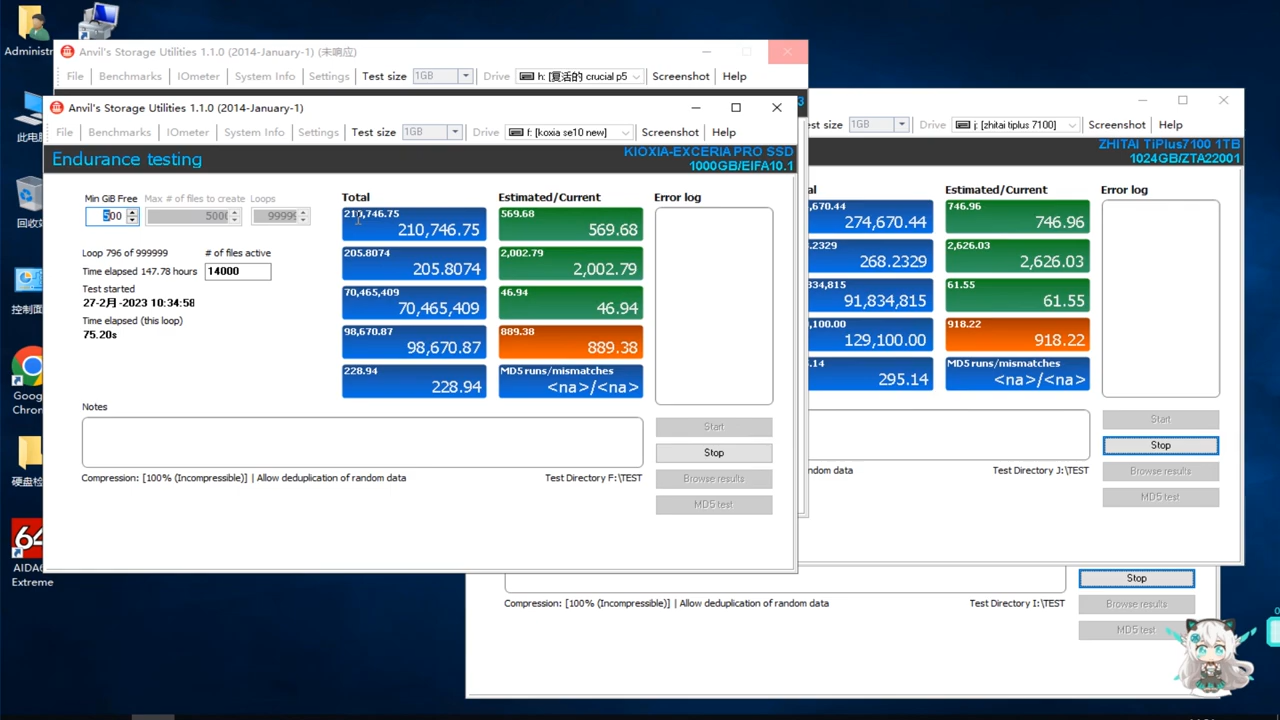 Administr
此电
回收
控制面
Goog
Chron
硬盘检
64
AIDA6
Extreme
Anvil's Storage Utilities 1.1.0 (2014-January-1) (未响应)
File Benchmarks IOmeter System Info Settings Test size 1GB Drive h: [复活的 crucial p5 Screenshot Help
3
Anvil's Storage Utilities 1.1.0 (2014-January-1)
File Benchmarks IOmeter System Info Settings Test size 1GB Drive f: [koxia se10 new] Screenshot Help
Endurance testing
KIOXIA-EXCERIA PRO SSD
1000GB/EIFA10.1
Min GiB Free Max # of files to create Loops
500 5000 99999
Loop 796 of 999999 # of files active
Time elapsed 147.78 hours 14000
Test started
27-2月-2023 10:34:58
Time elapsed (this loop)
75.20s
Total Estimated/Current Error log
210,746.75 569.68
210,746.75 569.68
205.8074 2,002.79
205.8074 2,002.79
70,465,409 46.94
70,465,409 46.94
98,670.87 889.38
98,670.87 889.38
228.94 MD5 runs/mismatches
228.94 <na>/<na>
Notes
Start
Stop
Browse results
MD5 test
Compression: [100% (Incompressible)] | Allow deduplication of random data Test Directory F:\TEST
st size 1GB Drive j: [zhitai tiplus 7100] Screenshot Help
ZHITAI TiPlus7100 1TB
1024GB/ZTA22001
al Estimated/Current Error log
,670.44 746.96
274,670.44 746.96
.2329 2,626.03
268.2329 2,626.03
834,815 61.55
91,834,815 61.55
,100.00 918.22
129,100.00 918.22
.14 MD5 runs/mismatches
295.14 <na>/<na>
Start
Stop
Browse results
MD5 test
ndom data Test Directory J:\TEST
Stop
Browse results
MD5 test
Compression: [100% (Incompressible)] | Allow deduplication of random data Test Directory I:\TEST